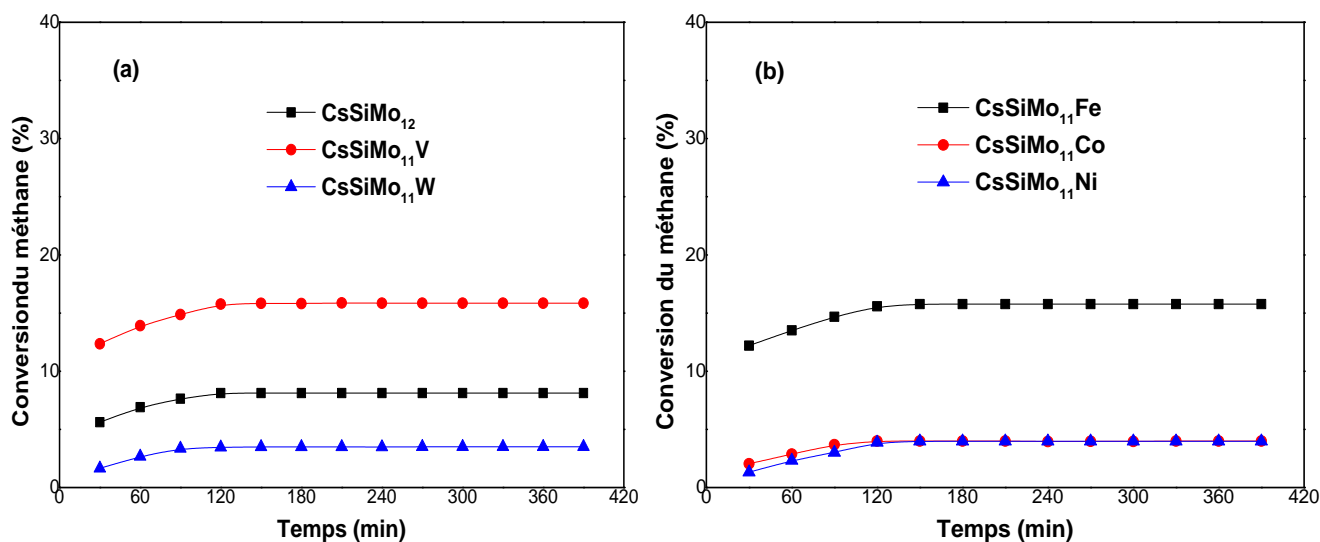 (a)
CsSiMo12
CsSiMo11V
CsSiMo11W
Conversiondu méthane (%)
40
30
20
10
0
0 60 120 180 240 300 360 420
Temps (min)
(b)
CsSiMo11Fe
CsSiMo11Co
CsSiMo11Ni
Conversion du méthane (%)
40
30
20
10
0
0 60 120 180 240 300 360 420
Temps (min)